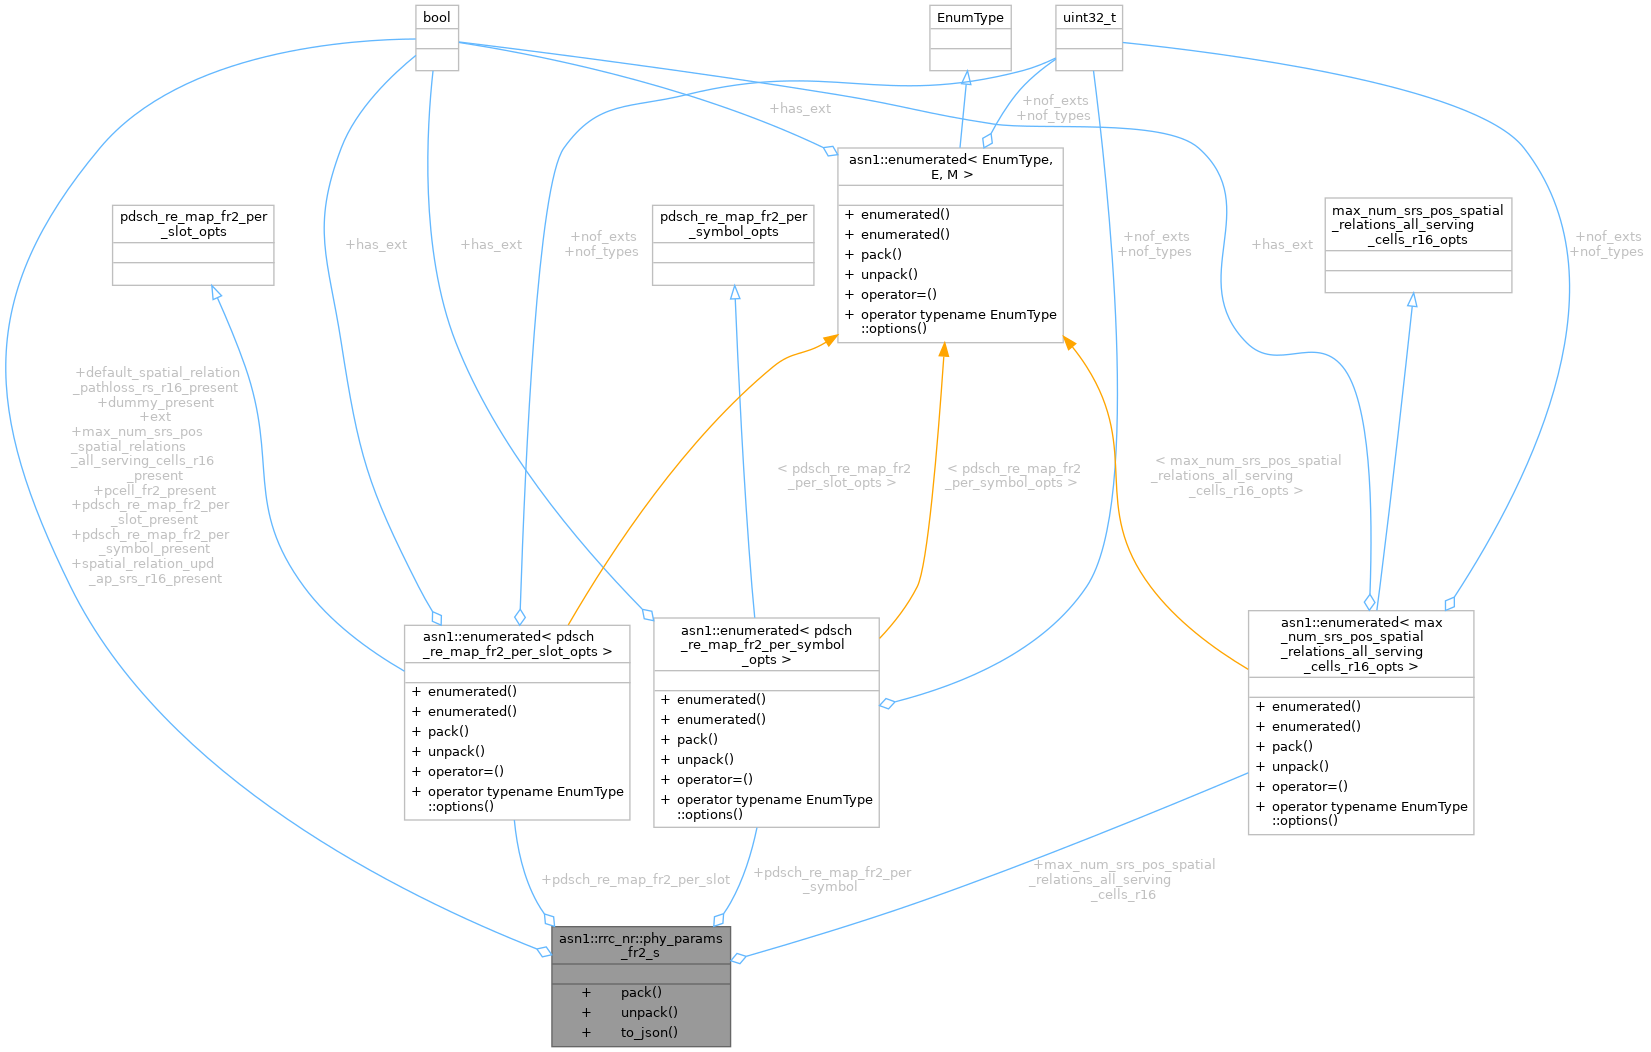 bool
EnumType
uint32_t
+has_ext
+nof_exts
+nof_types
asn1::enumerated< EnumType,
E, M >
+ enumerated()
+ enumerated()
+ pack()
+ unpack()
+ operator=()
+ operator typename EnumType
::options()
pdsch_re_map_fr2_per
_slot_opts
pdsch_re_map_fr2_per
_symbol_opts
max_num_srs_pos_spatial
_relations_all_serving
_cells_r16_opts
+has_ext
+has_ext
+nof_exts
+nof_types
+nof_exts
+nof_types
+has_ext
+nof_exts
+nof_types
+default_spatial_relation
_pathloss_rs_r16_present
+dummy_present
+ext
+max_num_srs_pos
_spatial_relations
_all_serving_cells_r16
_present
+pcell_fr2_present
+pdsch_re_map_fr2_per
_slot_present
+pdsch_re_map_fr2_per
_symbol_present
+spatial_relation_upd
_ap_srs_r16_present
< pdsch_re_map_fr2
_per_slot_opts >
< pdsch_re_map_fr2
_per_symbol_opts >
< max_num_srs_pos_spatial
_relations_all_serving
_cells_r16_opts >
asn1::enumerated< pdsch
_re_map_fr2_per_slot_opts >
+ enumerated()
+ enumerated()
+ pack()
+ unpack()
+ operator=()
+ operator typename EnumType
::options()
asn1::enumerated< pdsch
_re_map_fr2_per_symbol
_opts >
+ enumerated()
+ enumerated()
+ pack()
+ unpack()
+ operator=()
+ operator typename EnumType
::options()
asn1::enumerated< max
_num_srs_pos_spatial
_relations_all_serving
_cells_r16_opts >
+ enumerated()
+ enumerated()
+ pack()
+ unpack()
+ operator=()
+ operator typename EnumType
::options()
+pdsch_re_map_fr2_per_slot
+pdsch_re_map_fr2_per
_symbol
+max_num_srs_pos_spatial
_relations_all_serving
_cells_r16
asn1::rrc_nr::phy_params
_fr2_s
+ pack()
+ unpack()
+ to_json()